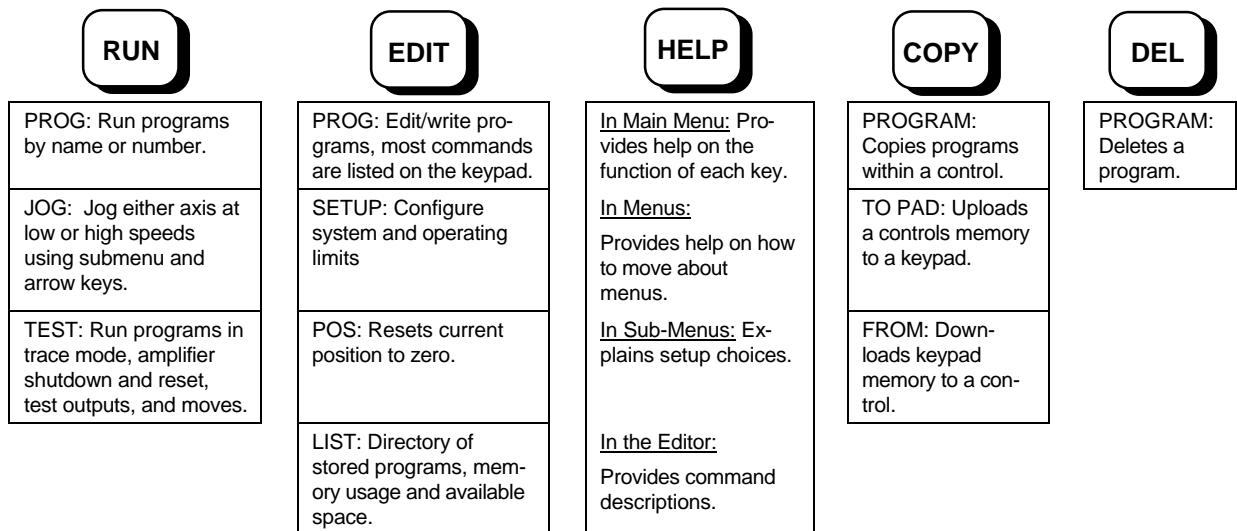 RUN
PROG: Run programs
by name or number.
JOG:  Jog either axis at
low or high speeds
using submenu and
arrow keys.
TEST: Run programs in
trace mode, amplifier
shutdown and reset,
test outputs, and moves.
EDIT
PROG: Edit/write pro-
grams, most commands
are listed on the keypad.
SETUP: Configure
system and operating
limits
POS: Resets current
position to zero.
LIST: Directory of
stored programs, mem-
ory usage and available
space.
HELP
In Main Menu: Pro-
vides help on the
function of each key.
In Menus:
Provides help on how
to move about
menus.
In Sub-Menus: Ex-
plains setup choices.
In the Editor:
Provides command
descriptions.
COPY
PROGRAM:
Copies programs
within a control.
TO PAD: Uploads
a controls memory
to a keypad.
FROM: Down-
loads keypad
memory to a con-
trol.
DEL
PROGRAM:
Deletes a
program.